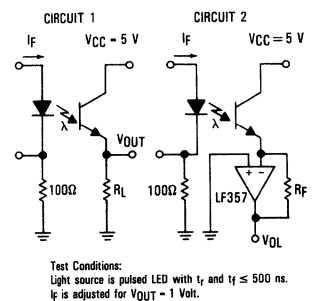 CIRCUIT 1
CIRCUIT 2
IF
VCC = 5 V
IF
VCC = 5 V
λ
λ
VOUT
100Ω
RL
100Ω
+ −
LF357
RF
VOL
Test Conditions:
Light source is pulsed LED with tr and tf ≤ 500 ns.
IF is adjusted for VOUT = 1 Volt.